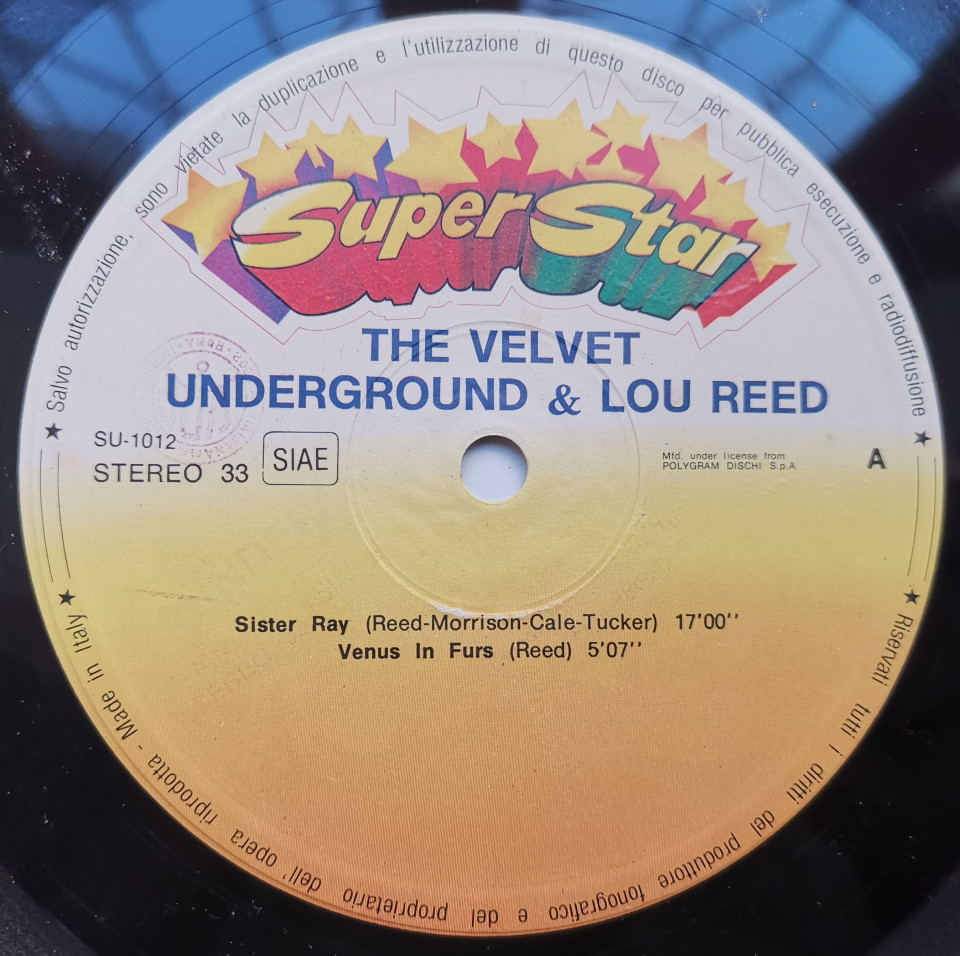 ★ Salvo autorizzazione, sono vietate la duplicazione e l'utilizzazione di questo disco per pubblica esecuzione e radiodiffusione ★
Super Star
THE VELVET
UNDERGROUND & LOU REED
SU-1012
STEREO 33
SIAE
Mfd. under license from
POLYGRAM DISCHI S.p.A.
A
Sister Ray (Reed-Morrison-Cale-Tucker) 17'00''
Venus In Furs (Reed) 5'07''
★ Riservati tutti i diritti del produttore fonografico e del proprietario dell' opera riprodotta - Made in Italy ★